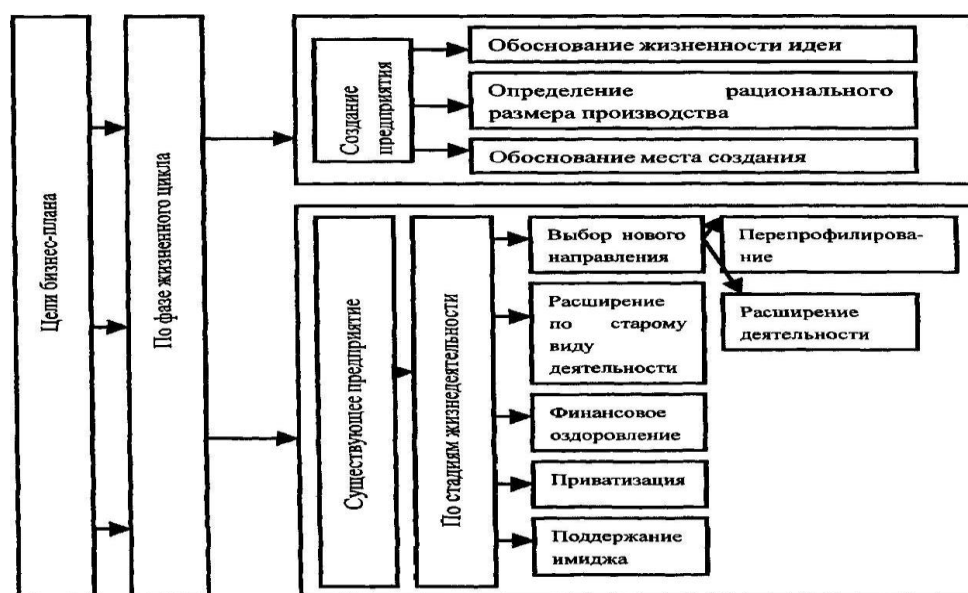 Цели бизнес-плана
По фазе жизненного цикла
Создание
предприятия
Обоснование жизненности идеи
Определение рационального
размера производства
Обоснование места создания
Существующее предприятие
По стадиям жизнедеятельности
Выбор нового
направления
Перепрофилирова-
ние
Расширение
деятельности
Расширение
по старому
виду
деятельности
Финансовое
оздоровление
Приватизация
Поддержание
имиджа